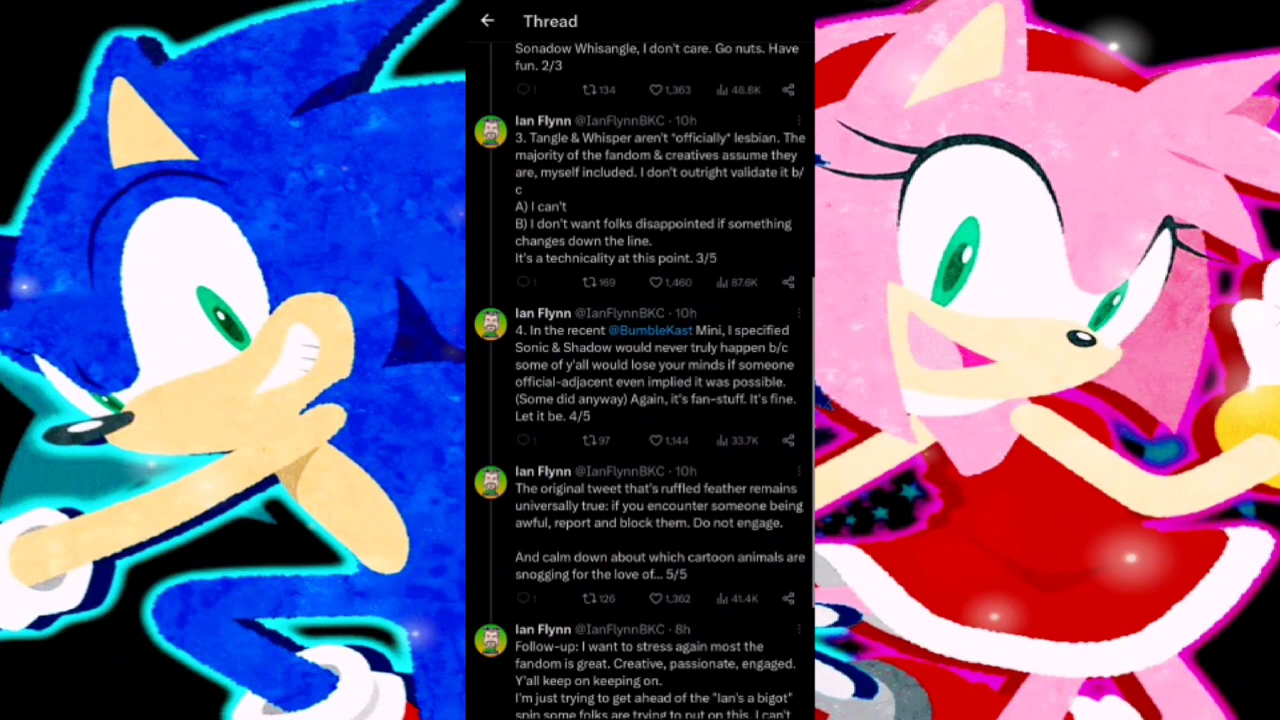 Thread
Sonadow Whisangle, I don't care. Go nuts. Have
fun. 2/3
1 134 1,363 48.8K
Ian Flynn @IanFlynnBKC · 10h
3. Tangle & Whisper aren't *officially* lesbian. The
majority of the fandom & creatives assume they
are, myself included. I don't outright validate it b/
c
A) I can't
B) I don't want folks disappointed if something
changes down the line.
It's a technicality at this point. 3/5
1 169 1,460 87.6K
Ian Flynn @IanFlynnBKC · 10h
4. In the recent @BumbleKast Mini, I specified
Sonic & Shadow would never truly happen b/c
some of y'all would lose your minds if someone
official-adjacent even implied it was possible.
(Some did anyway) Again, it's fan-stuff. It's fine.
Let it be. 4/5
1 97 1,144 33.7K
Ian Flynn @IanFlynnBKC · 10h
The original tweet that's ruffled feather remains
universally true: if you encounter someone being
awful, report and block them. Do not engage.
And calm down about which cartoon animals are
snogging for the love of... 5/5
1 126 1,362 41.4K
Ian Flynn @IanFlynnBKC · 8h
Follow-up: I want to stress again most the
fandom is great. Creative, passionate, engaged.
Y'all keep on keeping on.
I'm just trying to get ahead of the "Ian's a bigot"
spin some folks are trying to put on this. I can't